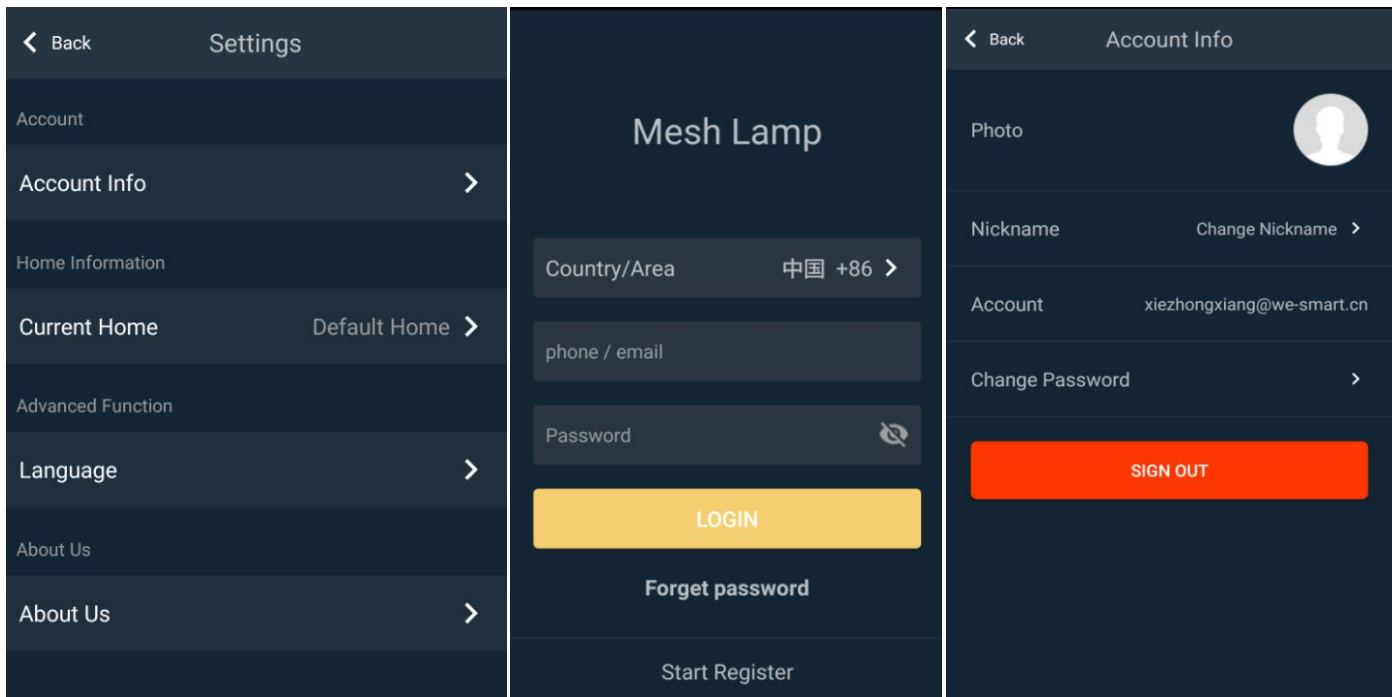 Back Settings
Account
Account Info
Home Information
Current Home Default Home
Advanced Function
Language
About Us
About Us
Mesh Lamp
Country/Area 中国 +86
phone / email
Password
LOGIN
Forget password
Start Register
Back Account Info
Photo
Nickname Change Nickname
Account xiezhongxiang@we-smart.cn
Change Password
SIGN OUT